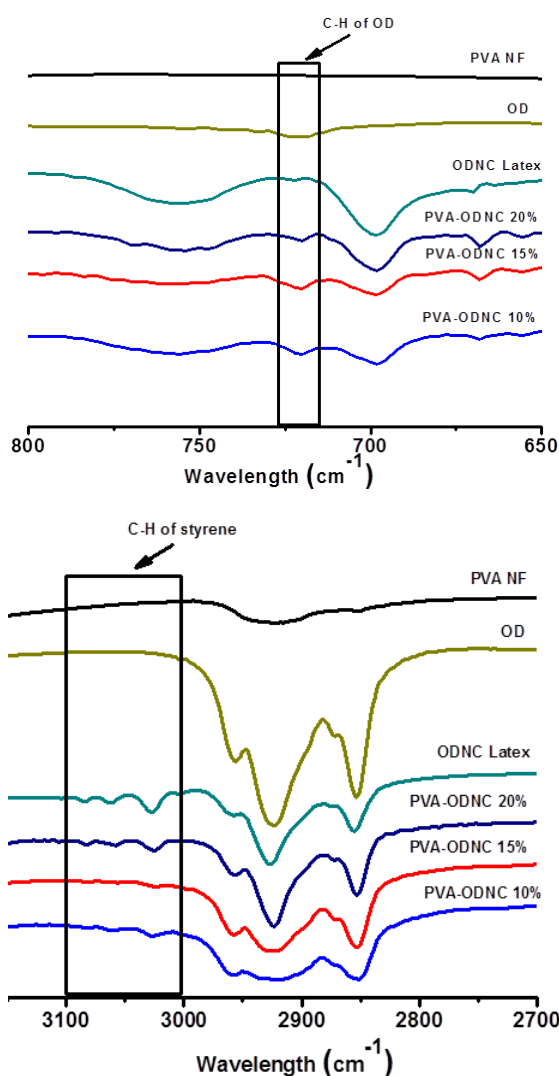 C-H of OD
PVA NF
OD
ODNC Latex
PVA-ODNC 20%
PVA-ODNC 15%
PVA-ODNC 10%
800 750 700 650
Wavelength (cm-1)
C-H of styrene
PVA NF
OD
ODNC Latex
PVA-ODNC 20%
PVA-ODNC 15%
PVA-ODNC 10%
3100 3000 2900 2800 2700
Wavelength (cm-1)